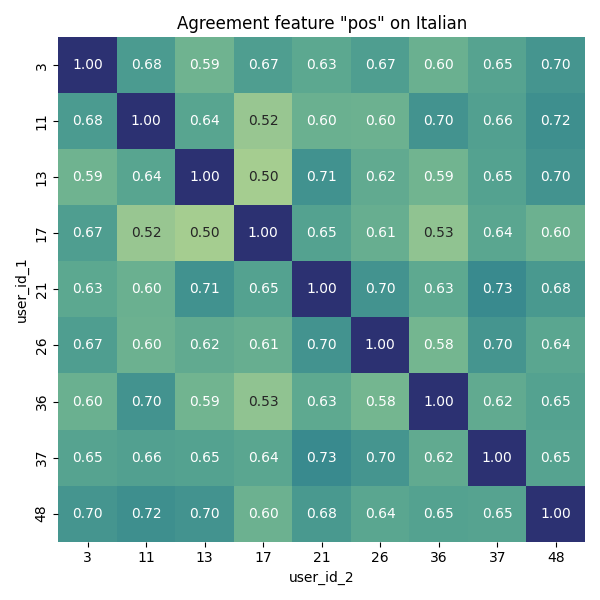 Agreement feature "pos" on Italian
3 1.00 0.68 0.59 0.67 0.63 0.67 0.60 0.65 0.70
11 0.68 1.00 0.64 0.52 0.60 0.60 0.70 0.66 0.72
13 0.59 0.64 1.00 0.50 0.71 0.62 0.59 0.65 0.70
17 0.67 0.52 0.50 1.00 0.65 0.61 0.53 0.64 0.60
user_id_1
21 0.63 0.60 0.71 0.65 1.00 0.70 0.63 0.73 0.68
26 0.67 0.60 0.62 0.61 0.70 1.00 0.58 0.70 0.64
36 0.60 0.70 0.59 0.53 0.63 0.58 1.00 0.62 0.65
37 0.65 0.66 0.65 0.64 0.73 0.70 0.62 1.00 0.65
48 0.70 0.72 0.70 0.60 0.68 0.64 0.65 0.65 1.00
3 11 13 17 21 26 36 37 48
user_id_2